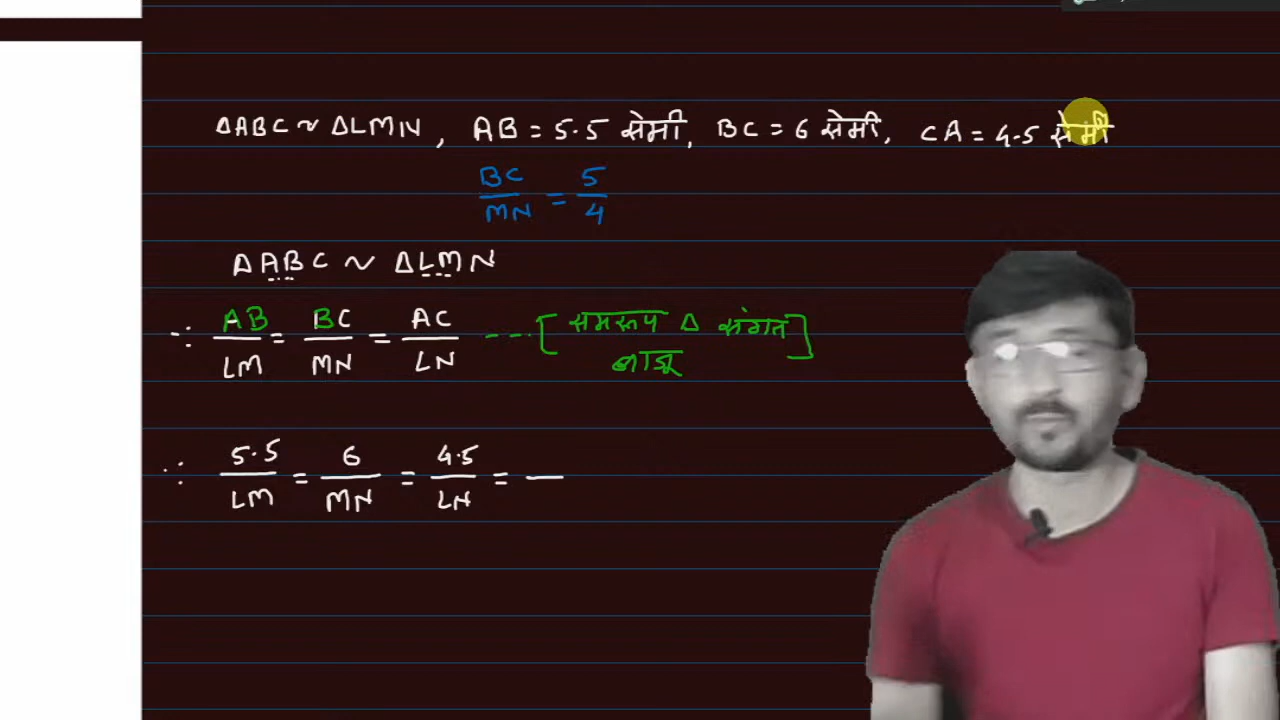 ΔABC ~ ΔLMN, AB = 5.5 सेमी, BC = 6 सेमी, CA = 4.5 सेमी
BC/MN = 5/4
ΔABC ~ ΔLMN
∵ AB/LM = BC/MN = AC/LN ---[समरूप Δ संगत बाजू]
∴ 5.5/LM = 6/MN = 4.5/LN = —